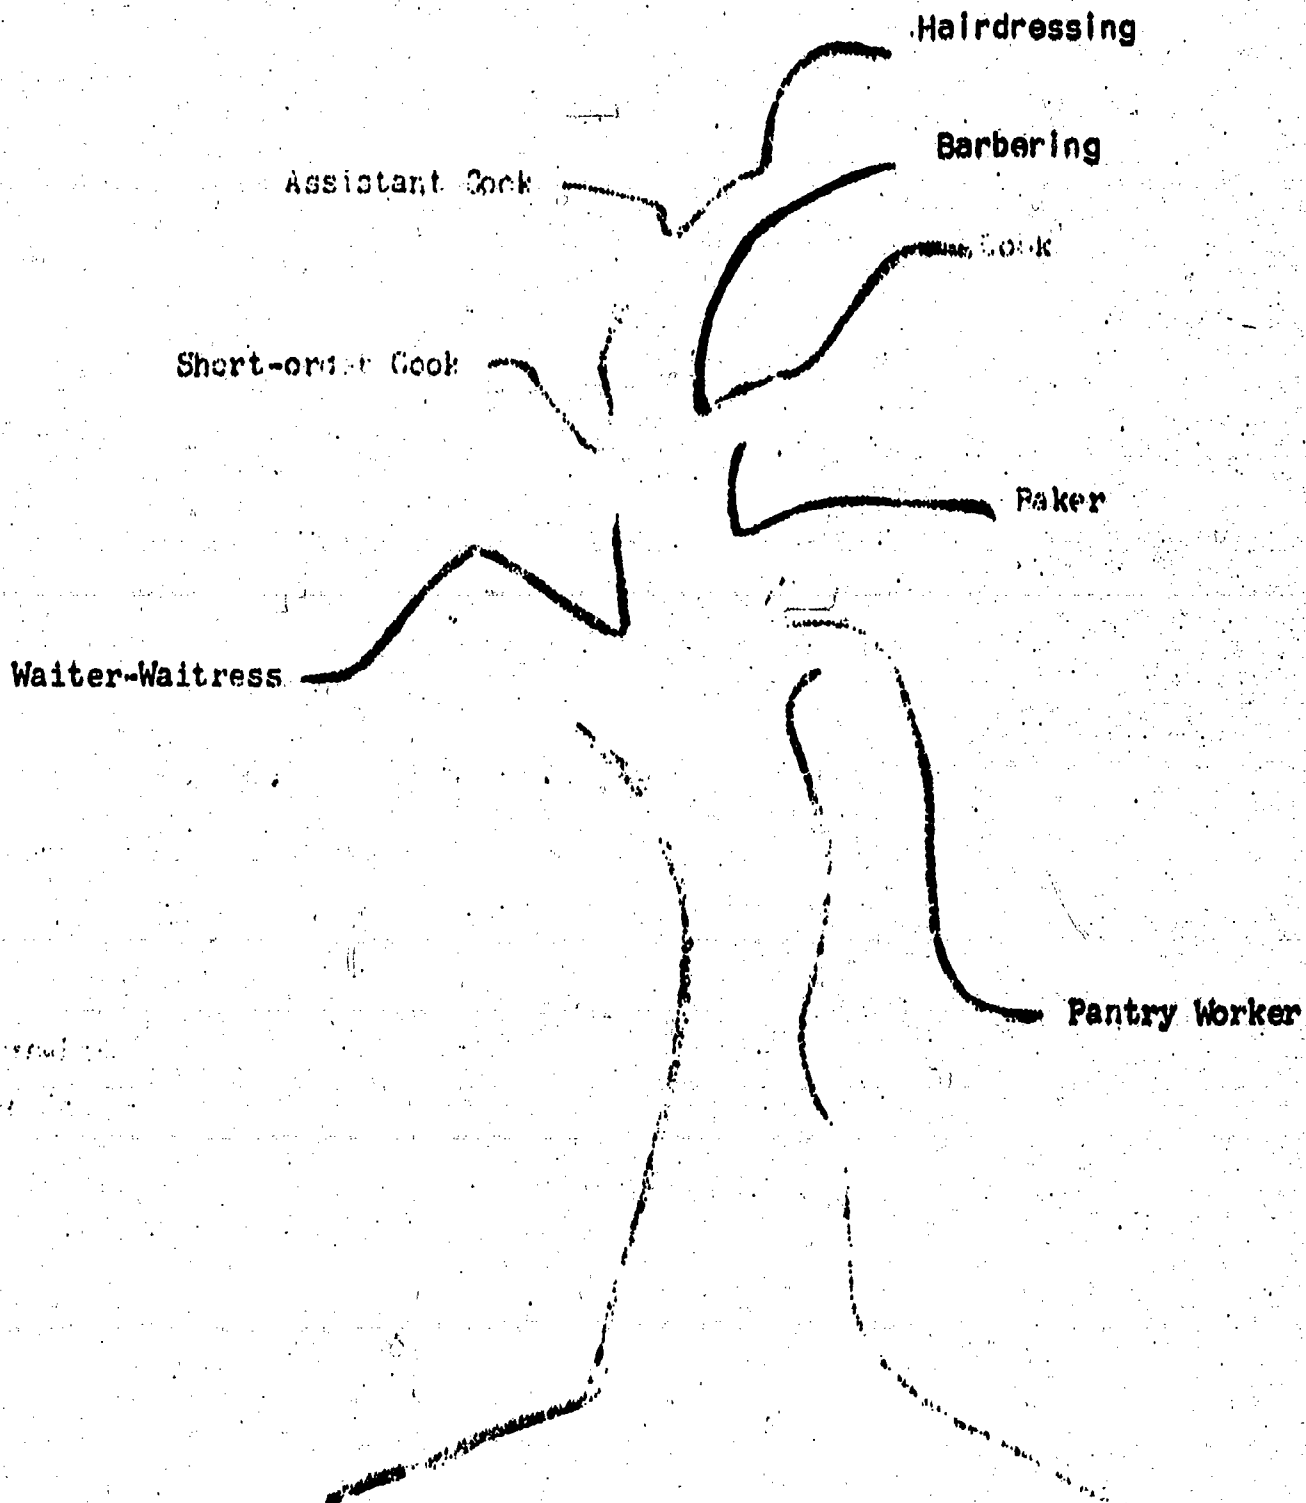 Hairdressing
Barbering
Assistant Cook
Cook
Short-order Cook
Baker
Waiter-Waitress
Pantry Worker